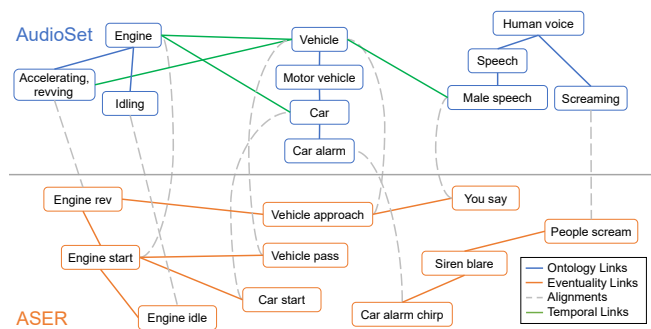 AudioSet
Engine
Vehicle
Human voice
Speech
Accelerating,
revving
Idling
Motor vehicle
Male speech
Screaming
Car
Car alarm
Engine rev
Vehicle approach
You say
People scream
Engine start
Vehicle pass
Siren blare
Car start
Engine idle
Car alarm chirp
ASER
Ontology Links
Eventuality Links
Alignments
Temporal Links